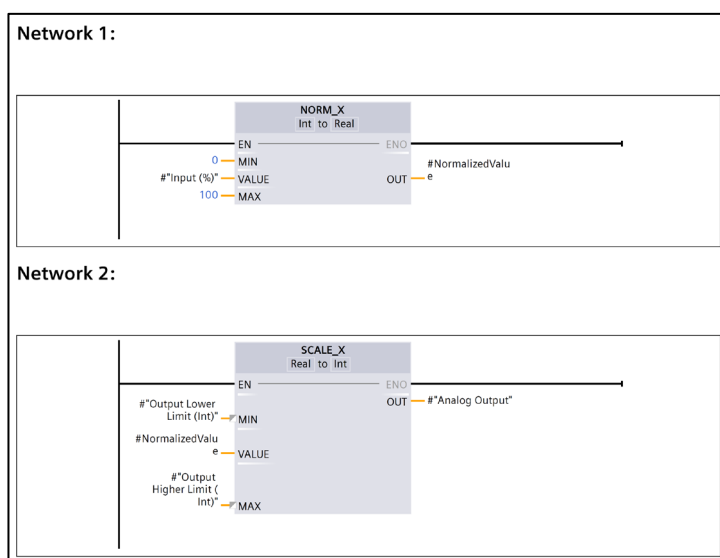 Network 1:
NORM_X
Int to Real
EN
ENO
0
MIN
#NormalizedValu
#"Input (%)"
VALUE
OUT
e
100
MAX
Network 2:
SCALE_X
Real to Int
EN
ENO
OUT
#"Analog Output"
#"Output Lower
Limit (Int)"
MIN
#NormalizedValu
e
VALUE
#"Output
Higher Limit (
Int)"
MAX